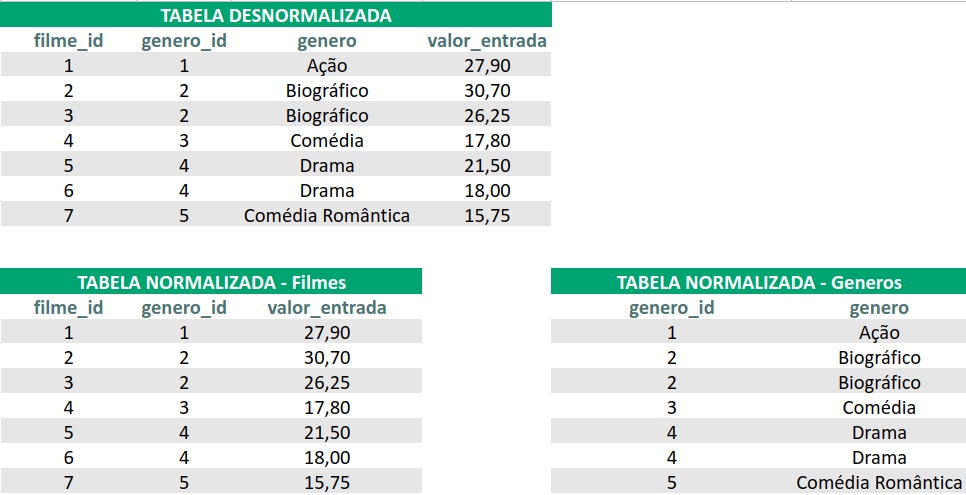 TABELA DESNORMALIZADA
filme_id genero_id genero valor_entrada
1 1 Ação 27,90
2 2 Biográfico 30,70
3 2 Biográfico 26,25
4 3 Comédia 17,80
5 4 Drama 21,50
6 4 Drama 18,00
7 5 Comédia Romântica 15,75
TABELA NORMALIZADA - Filmes
filme_id genero_id valor_entrada
1 1 27,90
2 2 30,70
3 2 26,25
4 3 17,80
5 4 21,50
6 4 18,00
7 5 15,75
TABELA NORMALIZADA - Generos
genero_id genero
1 Ação
2 Biográfico
2 Biográfico
3 Comédia
4 Drama
4 Drama
5 Comédia Romântica